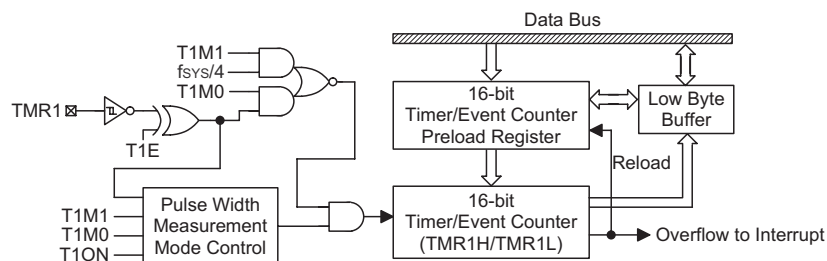 Data Bus
T1M1
fSYS/4
T1M0
TMR1
T1E
16-bit
Timer/Event Counter
Preload Register
Low Byte
Buffer
Reload
T1M1
T1M0
T1ON
Pulse Width
Measurement
Mode Control
16-bit
Timer/Event Counter
(TMR1H/TMR1L)
Overflow to Interrupt